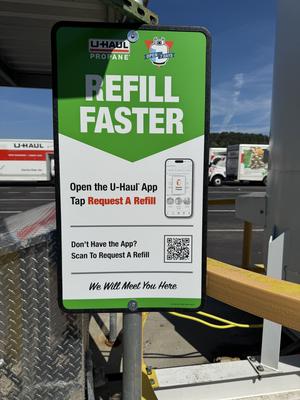 U-HAUL
PROPANE
REFILL
FASTER
Open the U-Haul App
Tap Request A Refill
Don't Have the App?
Scan To Request A Refill
We Will Meet You Here
U-HAUL